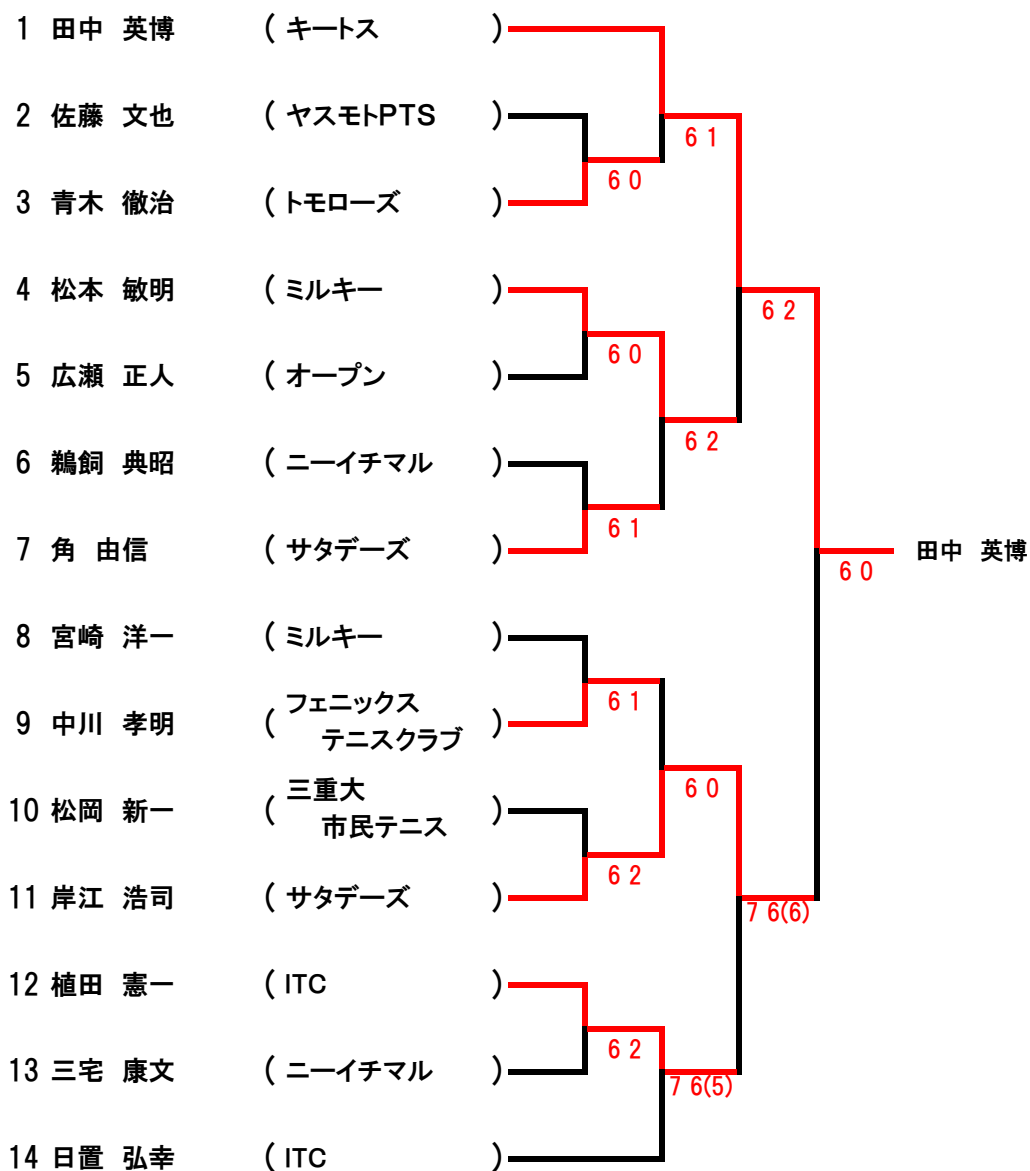 1 田中 英博 ( キートス )
6 1
2 佐藤 文也 ( ヤスモトPTS )
6 0
3 青木 徹治 ( トモローズ )
4 松本 敏明 ( ミルキー )
6 2
6 0
5 広瀬 正人 ( オープン )
6 2
6 鵜飼 典昭 ( ニーイチマル )
6 1
7 角 由信 ( サタデーズ )
田中 英博
6 0
8 宮崎 洋一 ( ミルキー )
6 1
9 中川 孝明 ( フェニックス
テニスクラブ )
6 0
10 松岡 新一 ( 三重大
市民テニス )
6 2
11 岸江 浩司 ( サタデーズ )
7 6(6)
12 植田 憲一 ( ITC )
6 2
13 三宅 康文 ( ニーイチマル )
7 6(5)
14 日置 弘幸 ( ITC )